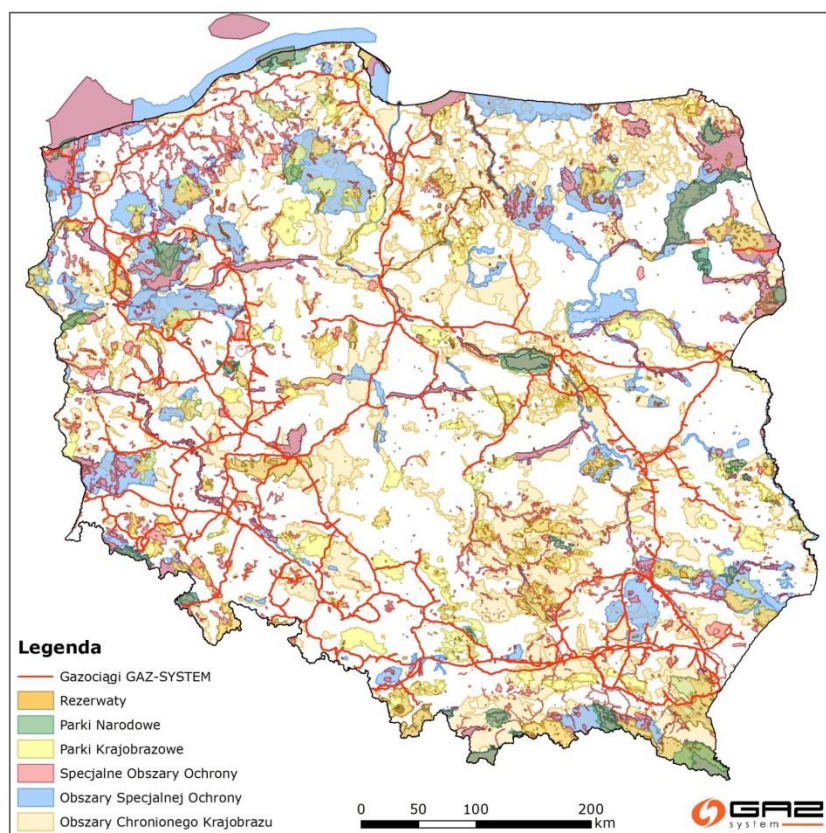 Legenda
Gazociągi GAZ-SYSTEM
Rezerwaty
Parki Narodowe
Parki Krajobrazowe
Specjalne Obszary Ochrony
Obszary Specjalnej Ochrony
Obszary Chronionego Krajobrazu
0 50 100 200
km
GAZ
system